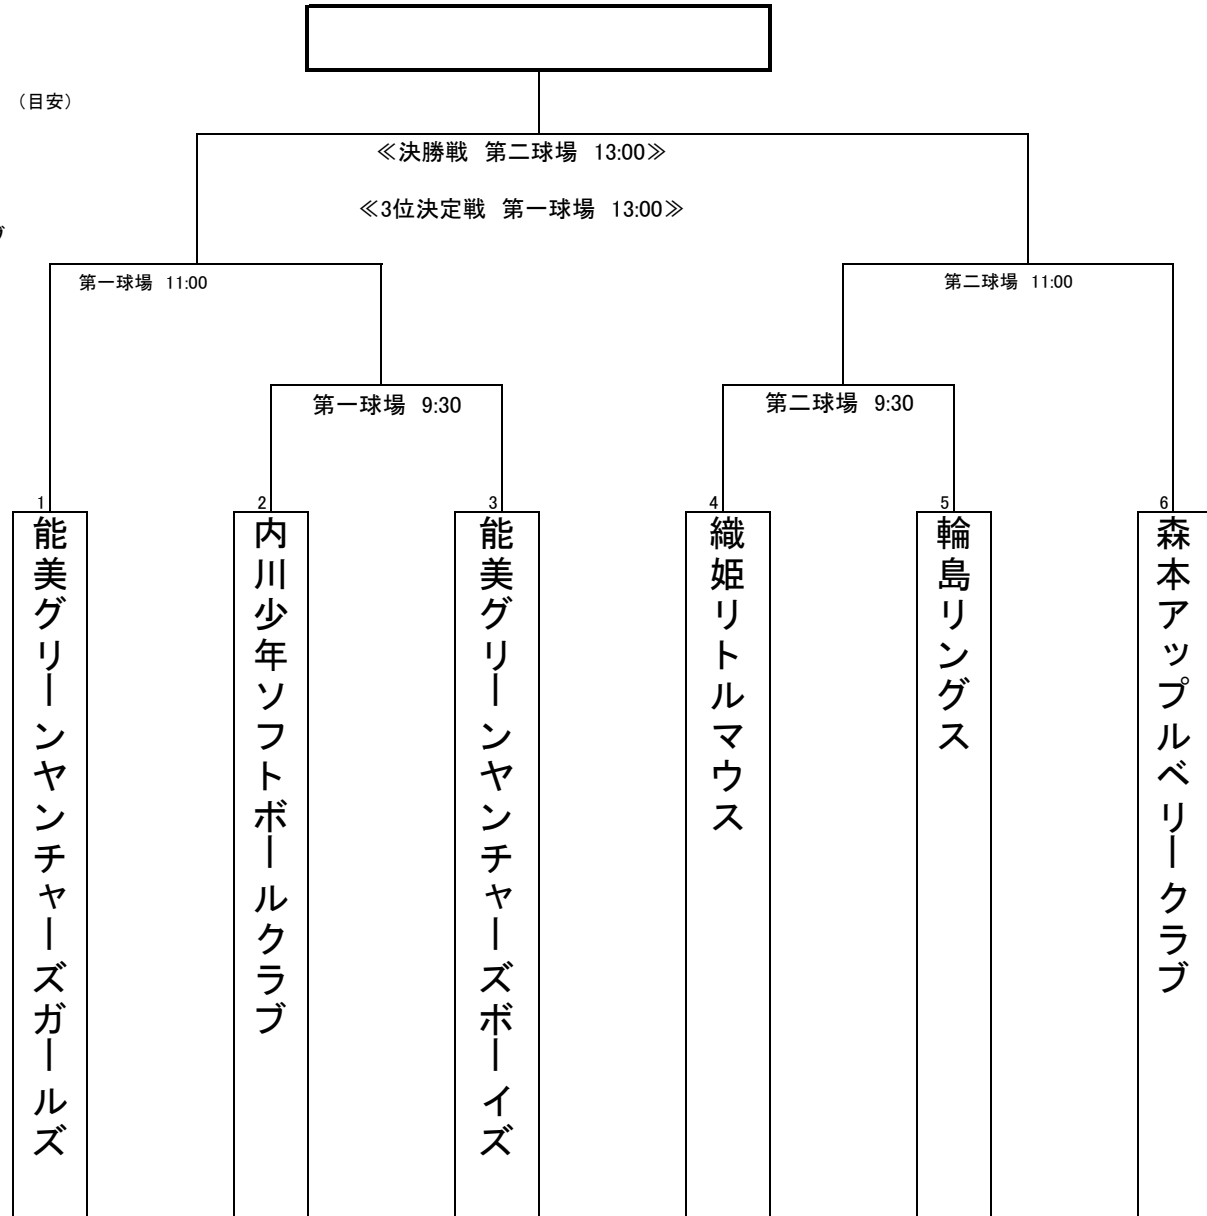 （目安）
≪決勝戦　第二球場　13:00≫
≪3位決定戦　第一球場　13:00≫
第一球場　11:00
第二球場　11:00
第一球場　9:30
第二球場　9:30
1
能美グリーンヤンチャーズガールズ
2
内川少年ソフトボールクラブ
3
能美グリーンヤンチャーズボーイズ
4
織姫リトルマウス
5
輪島リングス
6
森本アップルベリークラブ